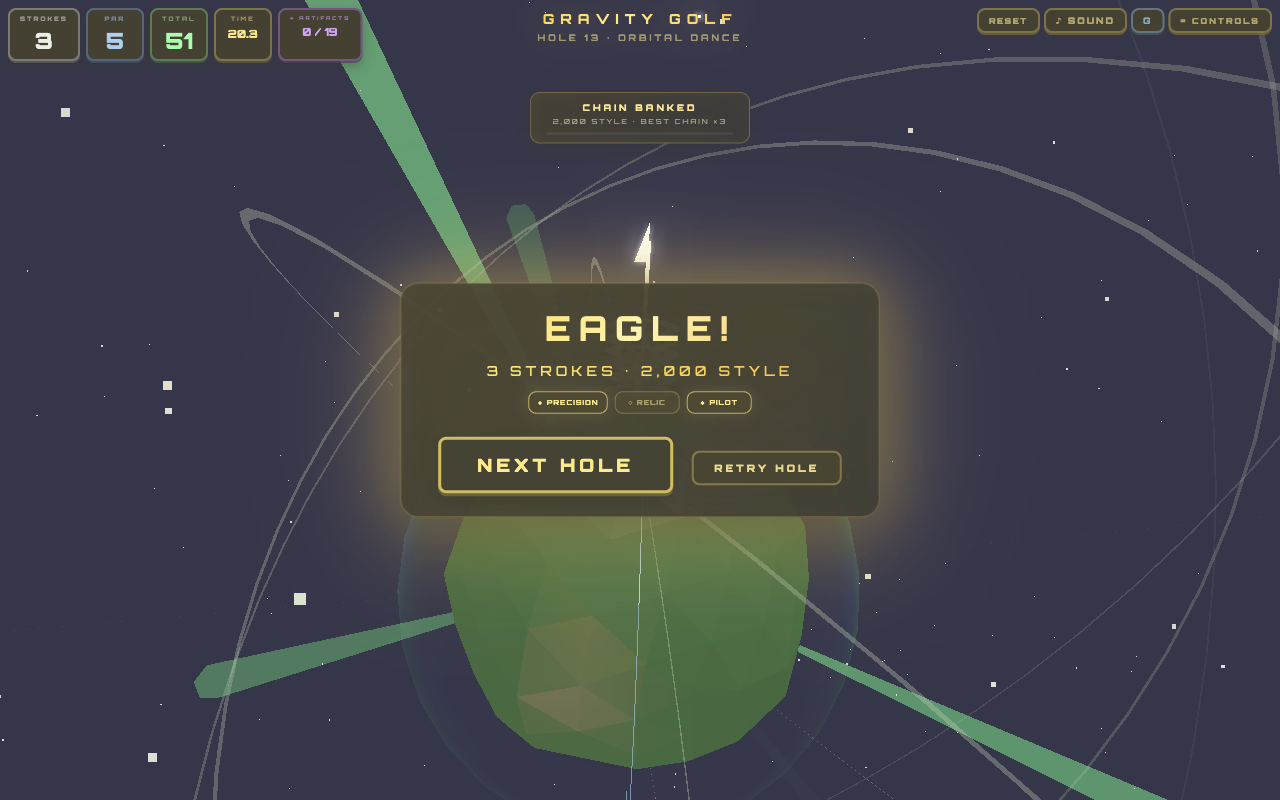 STROKES
3
PAR
5
TOTAL
51
TIME
20.3
✦ ARTIFACTS
0 / 19
GRAVITY GOLF
HOLE 13 · ORBITAL DANCE
RESET
♪ SOUND
G
≡ CONTROLS
CHAIN BANKED
2,000 STYLE · BEST CHAIN ×3
EAGLE!
3 STROKES · 2,000 STYLE
◆ PRECISION
◇ RELIC
◆ PILOT
NEXT HOLE
RETRY HOLE